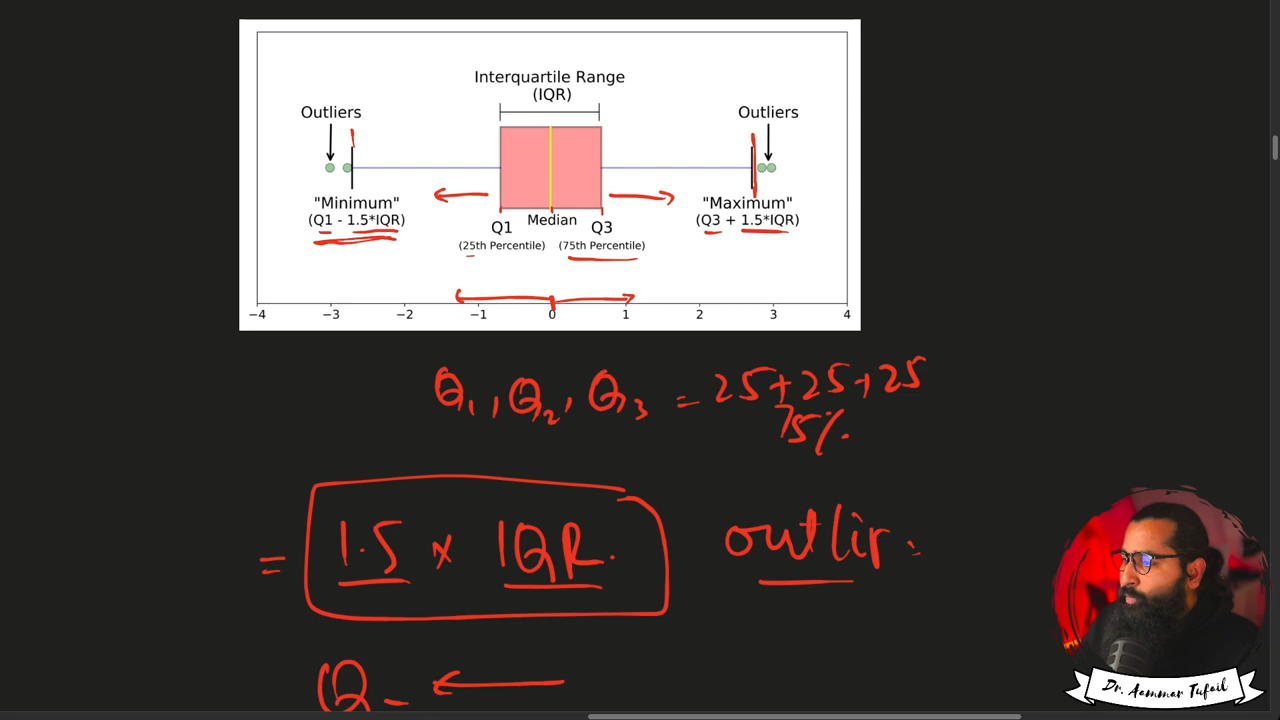 Interquartile Range
(IQR)
Outliers
Outliers
"Minimum"
(Q1 - 1.5*IQR)
"Maximum"
(Q3 + 1.5*IQR)
Q1
Median
Q3
(25th Percentile)
(75th Percentile)
−4 −3 −2 −1 0 1 2 3 4
Q1, Q2, Q3 = 25+25+25
75%
= 1.5 × IQR.
outlir
Q
Dr. Aammar Tufail